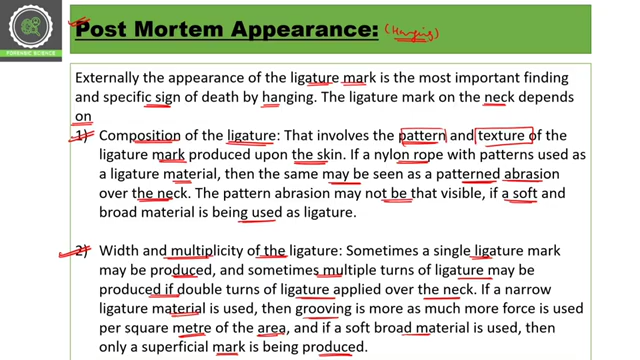 Post Mortem Appearance:
(Hanging)
FORENSIC SCIENCE
Externally the appearance of the ligature mark is the most important finding
and specific sign of death by hanging. The ligature mark on the neck depends
on
1) Composition of the ligature: That involves the pattern and texture of the
ligature mark produced upon the skin. If a nylon rope with patterns used as
a ligature material, then the same may be seen as a patterned abrasion
over the neck. The pattern abrasion may not be that visible, if a soft and
broad material is being used as ligature.
2) Width and multiplicity of the ligature: Sometimes a single ligature mark
may be produced, and sometimes multiple turns of ligature may be
produced if double turns of ligature applied over the neck. If a narrow
ligature material is used, then grooving is more as much more force is used
per square metre of the area, and if a soft broad material is used, then
only a superficial mark is being produced.